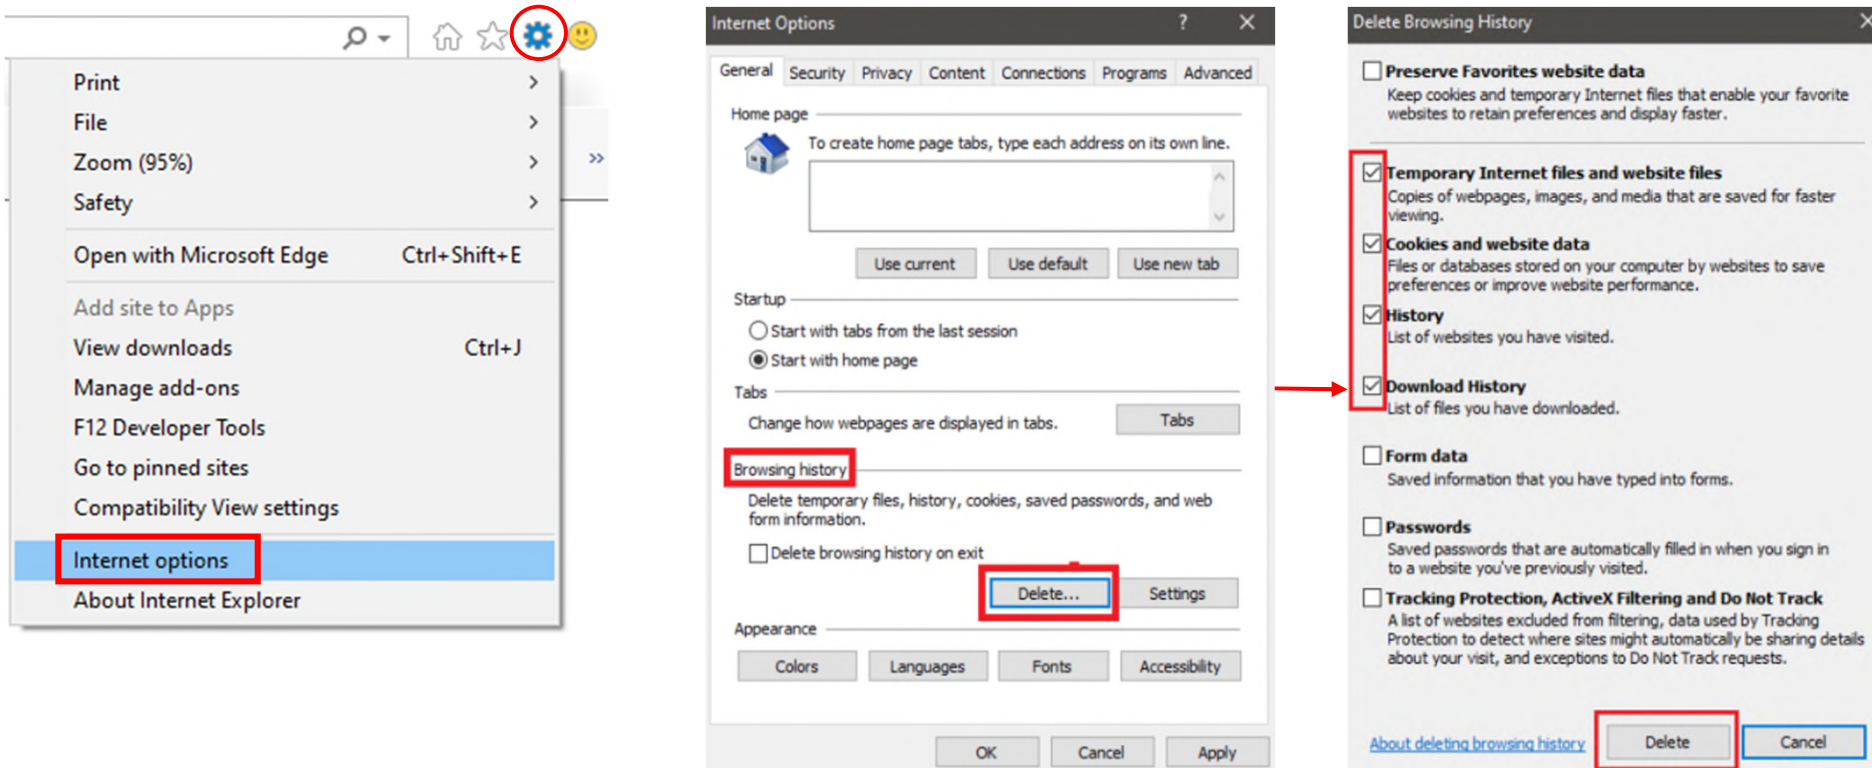 Print
File
Zoom (95%)
Safety
Open with Microsoft Edge Ctrl+Shift+E
Add site to Apps
View downloads Ctrl+J
Manage add-ons
F12 Developer Tools
Go to pinned sites
Compatibility View settings
Internet options
About Internet Explorer
Internet Options ?
General Security Privacy Content Connections Programs Advanced
Home page
To create home page tabs, type each address on its own line.
Use current Use default Use new tab
Startup
Start with tabs from the last session
Start with home page
Tabs
Change how webpages are displayed in tabs. Tabs
Browsing history
Delete temporary files, history, cookies, saved passwords, and web
form information.
Delete browsing history on exit
Delete... Settings
Appearance
Colors Languages Fonts Accessibility
OK Cancel Apply
Delete Browsing History
Preserve Favorites website data
Keep cookies and temporary Internet files that enable your favorite
websites to retain preferences and display faster.
Temporary Internet files and website files
Copies of webpages, images, and media that are saved for faster
viewing.
Cookies and website data
Files or databases stored on your computer by websites to save
preferences or improve website performance.
History
List of websites you have visited.
Download History
List of files you have downloaded.
Form data
Saved information that you have typed into forms.
Passwords
Saved passwords that are automatically filled in when you sign in
to a website you've previously visited.
Tracking Protection, ActiveX Filtering and Do Not Track
A list of websites excluded from filtering, data used by Tracking
Protection to detect where sites might automatically be sharing details
about your visit, and exceptions to Do Not Track requests.
About deleting browsing history Delete Cancel